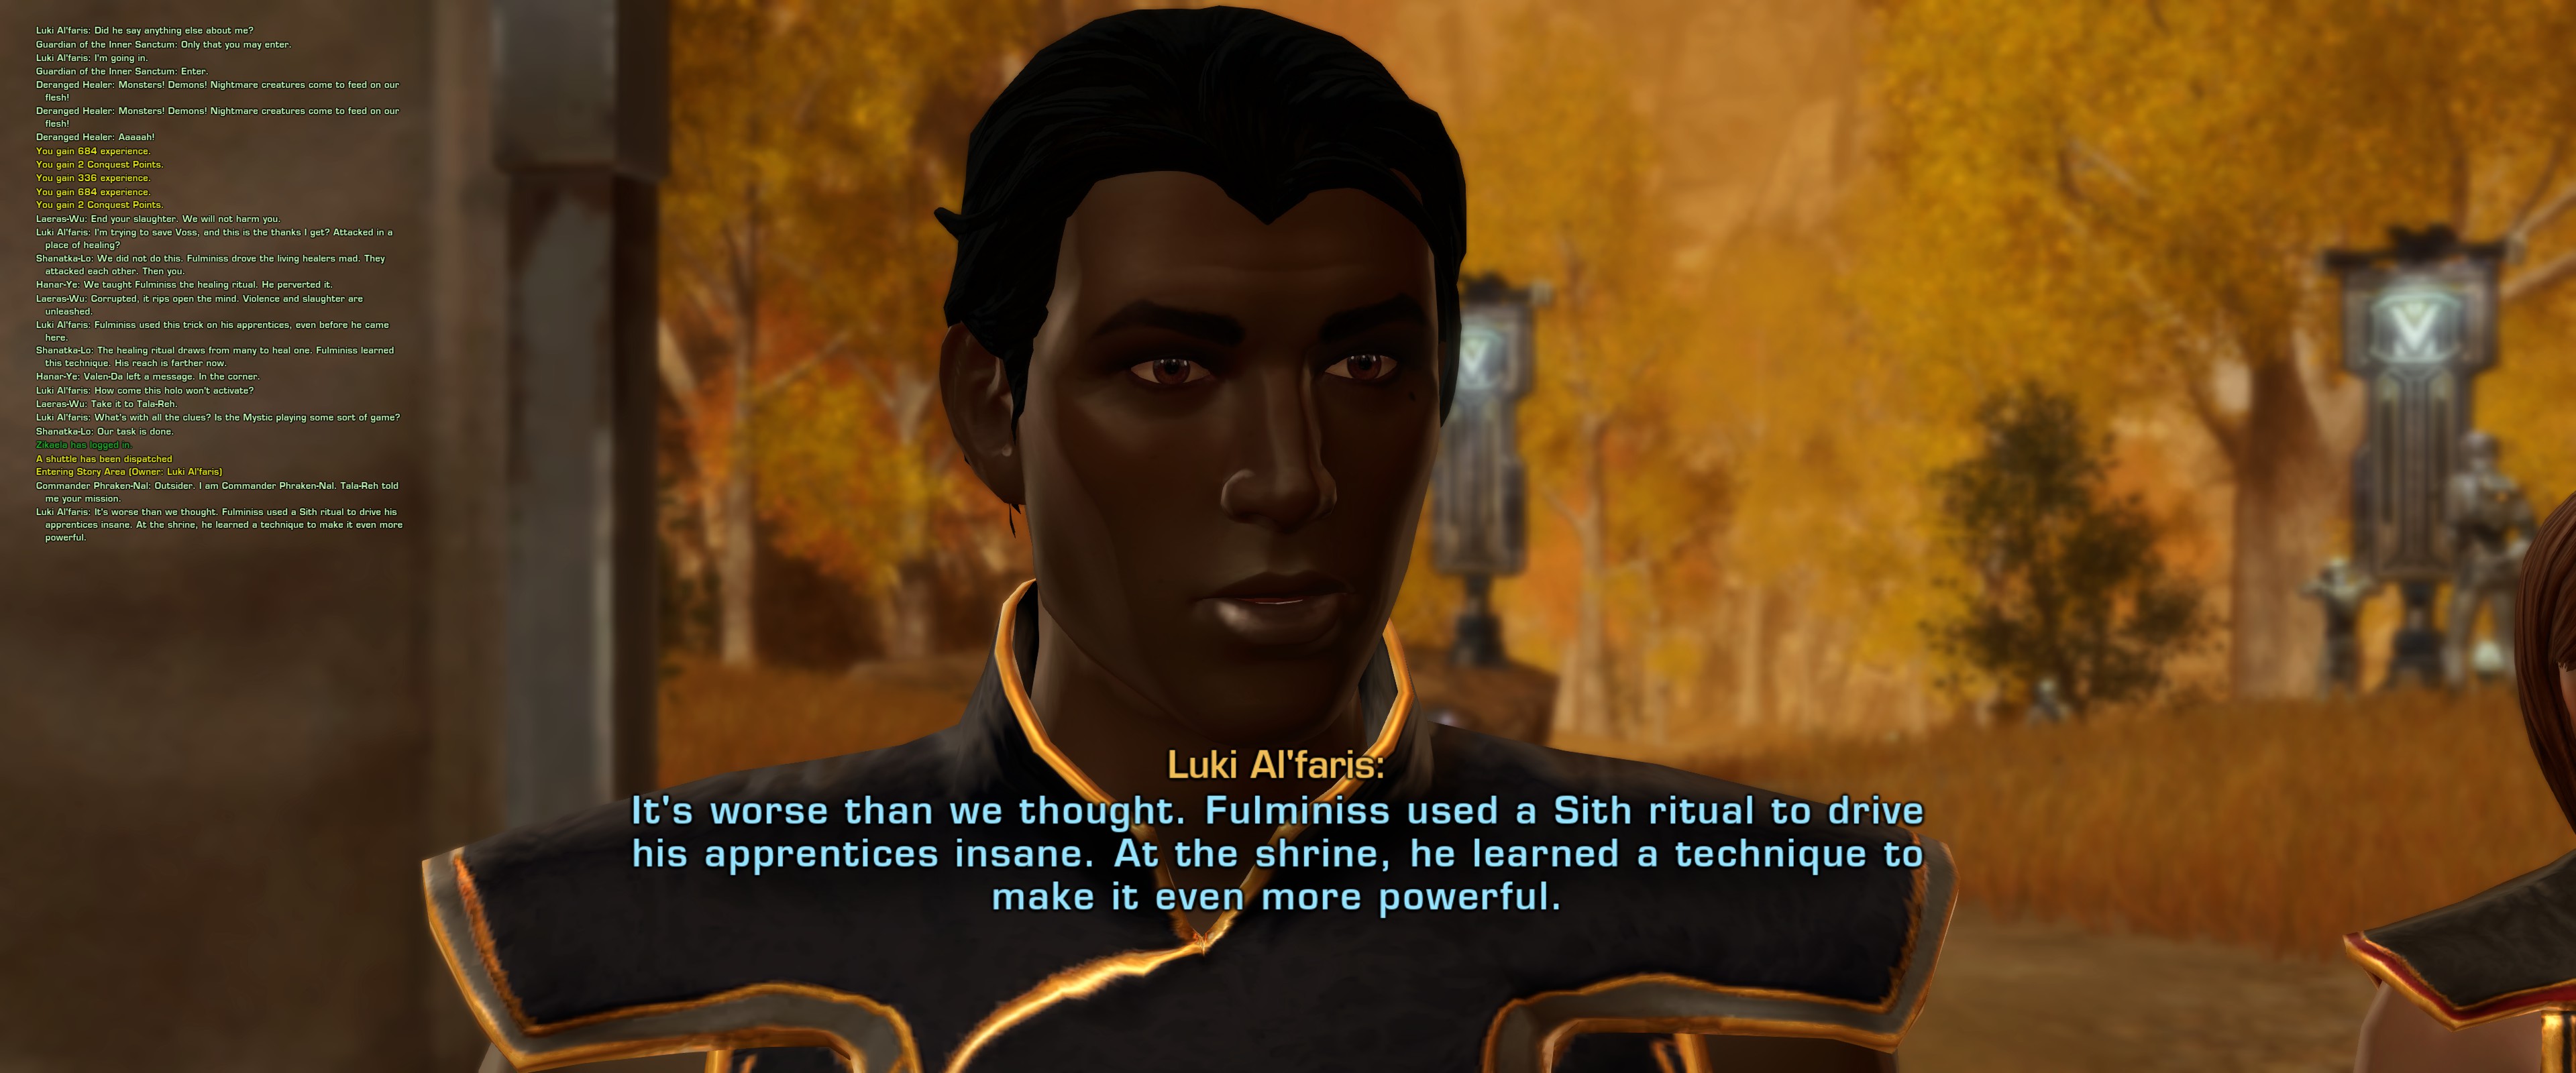 Luki Al'faris: Did he say anything else about me?
Guardian of the Inner Sanctum: Only that you may enter.
Luki Al'faris: I'm going in.
Guardian of the Inner Sanctum: Enter.
Deranged Healer: Monsters! Demons! Nightmare creatures come to feed on our
flesh!
Deranged Healer: Monsters! Demons! Nightmare creatures come to feed on our
flesh!
Deranged Healer: Aaaaah!
You gain 684 experience.
You gain 2 Conquest Points.
You gain 336 experience.
You gain 684 experience.
You gain 2 Conquest Points.
Laeras-Wu: End your slaughter. We will not harm you.
Luki Al'faris: I'm trying to save Voss, and this is the thanks I get? Attacked in a
place of healing?
Shanatka-Lo: We did not do this. Fulminiss drove the living healers mad. They
attacked each other. Then you.
Hanar-Ye: We taught Fulminiss the healing ritual. He perverted it.
Laeras-Wu: Corrupted, it rips open the mind. Violence and slaughter are
unleashed.
Luki Al'faris: Fulminiss used this trick on his apprentices, even before he came
here.
Shanatka-Lo: The healing ritual draws from many to heal one. Fulminiss learned
this technique. His reach is farther now.
Hanar-Ye: Valen-Da left a message. In the corner.
Luki Al'faris: How come this holo won't activate?
Laeras-Wu: Take it to Tala-Reh.
Luki Al'faris: What's with all the clues? Is the Mystic playing some sort of game?
Shanatka-Lo: Our task is done.
Zikaela has logged in.
A shuttle has been dispatched
Entering Story Area (Owner: Luki Al'faris)
Commander Phraken-Nal: Outsider. I am Commander Phraken-Nal. Tala-Reh told
me your mission.
Luki Al'faris: It's worse than we thought. Fulminiss used a Sith ritual to drive his
apprentices insane. At the shrine, he learned a technique to make it even more
powerful.
Luki Al'faris:
It's worse than we thought. Fulminiss used a Sith ritual to drive
his apprentices insane. At the shrine, he learned a technique to
make it even more powerful.